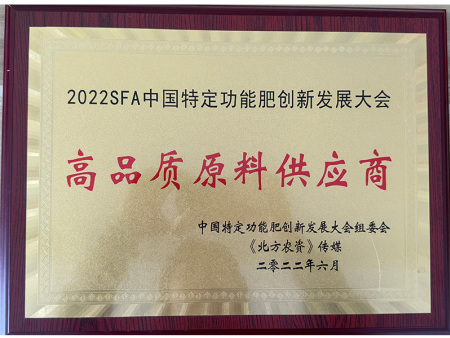 2022SFA中国特定功能肥创新发展大会
高品质原料供应商
中国特定功能肥创新发展大会组委会
《北方农资》传媒
二零二二年六月